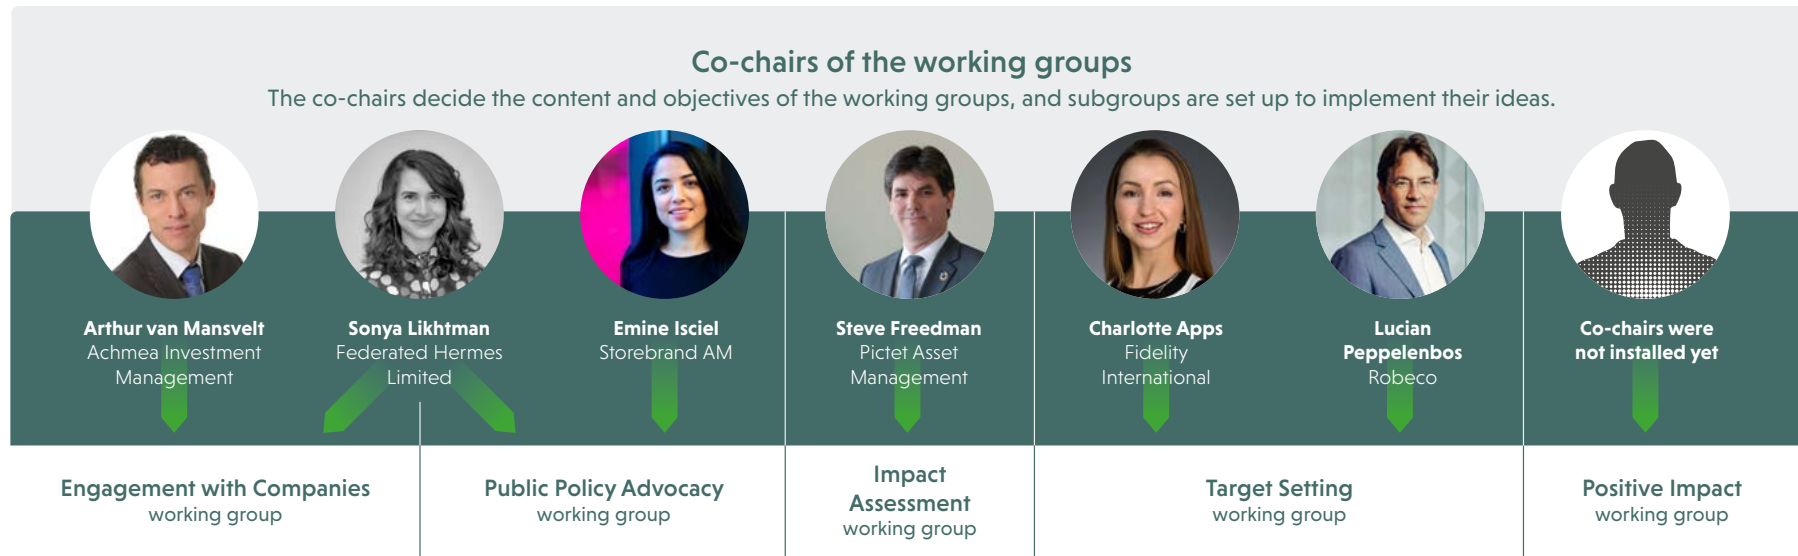 Co-chairs of the working groups
The co-chairs decide the content and objectives of the working groups, and subgroups are set up to implement their ideas.
Arthur van Mansvelt
Achmea Investment
Management
Sonya Likhtman
Federated Hermes
Limited
Emine Isciel
Storebrand AM
Steve Freedman
Pictet Asset
Management
Charlotte Apps
Fidelity
International
Lucian
Peppelenbos
Robeco
Co-chairs were
not installed yet
Engagement with Companies
working group
Public Policy Advocacy
working group
Impact
Assessment
working group
Target Setting
working group
Positive Impact
working group